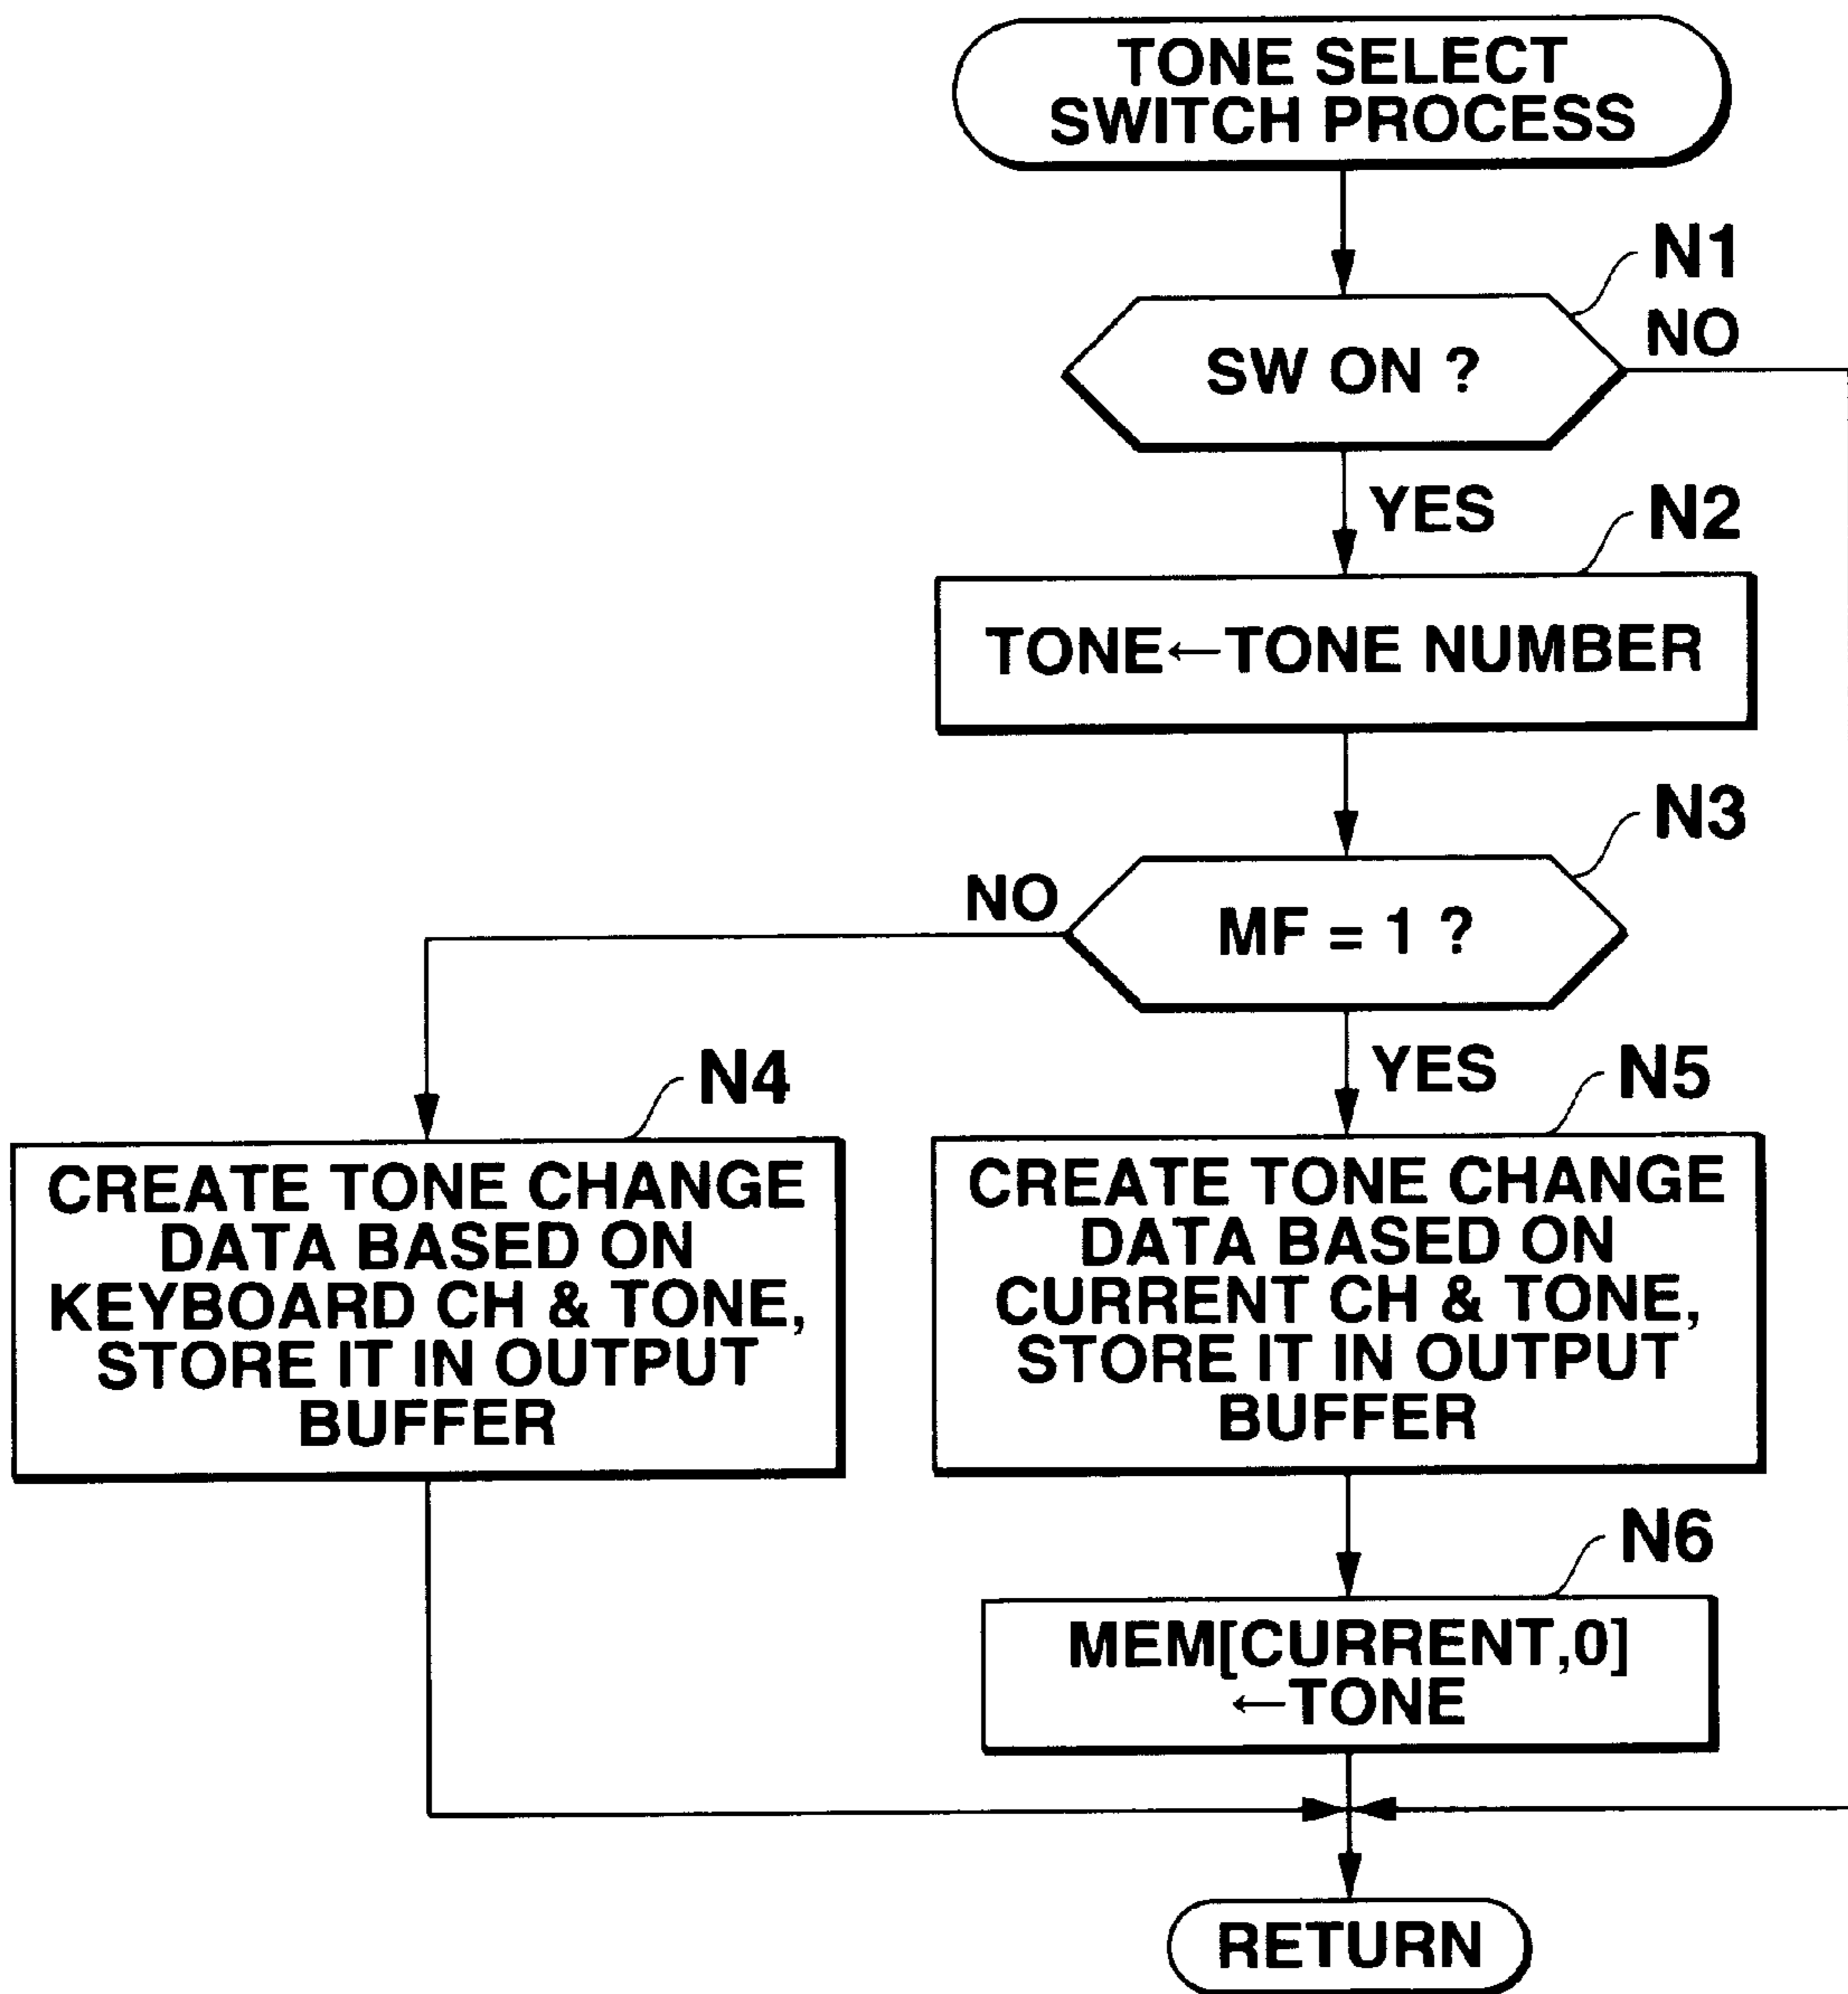 TONE SELECT
SWITCH PROCESS
N1
NO
SW ON ?
YES
N2
TONE←TONE NUMBER
N3
NO
MF = 1 ?
YES
N4
N5
CREATE TONE CHANGE
DATA BASED ON
KEYBOARD CH & TONE,
STORE IT IN OUTPUT
BUFFER
CREATE TONE CHANGE
DATA BASED ON
CURRENT CH & TONE,
STORE IT IN OUTPUT
BUFFER
N6
MEM[CURRENT,0]
←TONE
RETURN